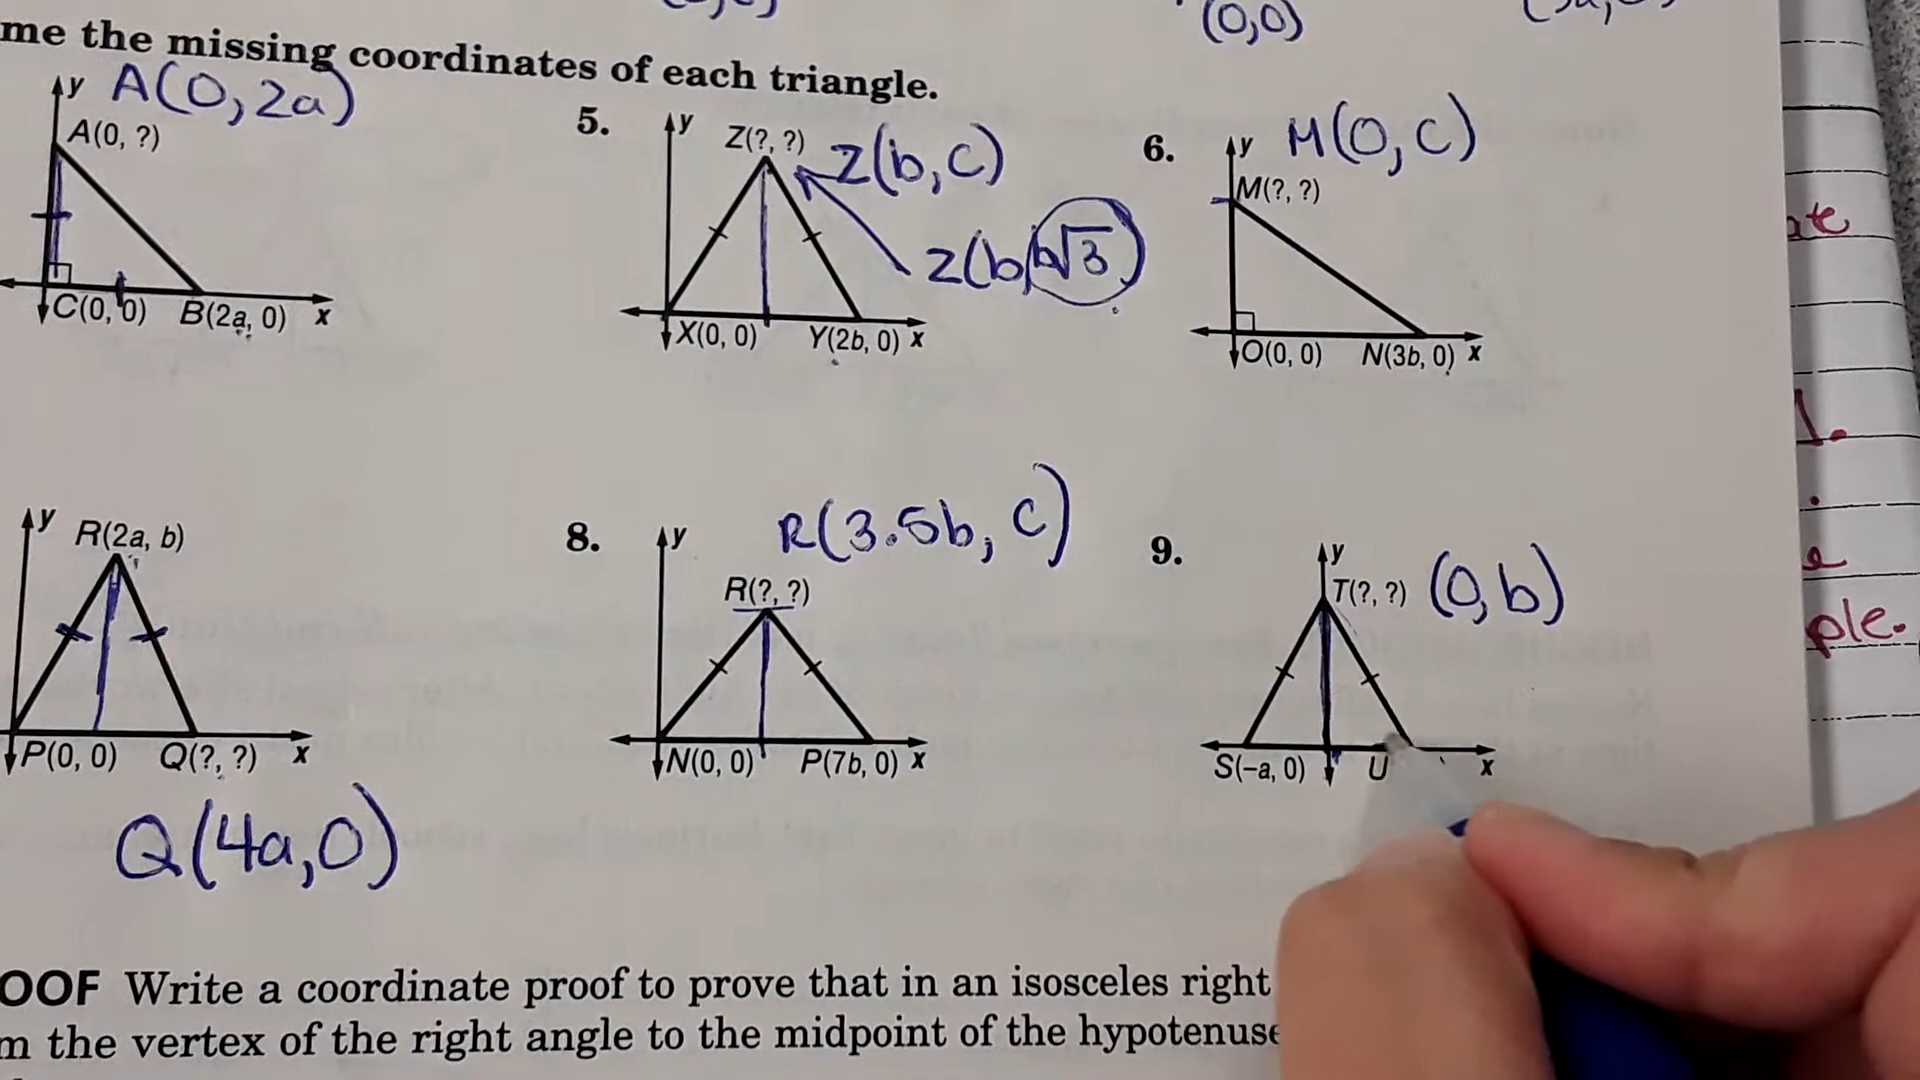 (0,0)
me the missing coordinates of each triangle.
y A(0,2a)
A(0, ?)
C(0, 0) B(2a, 0) x
5. y Z(?, ?) Z(b,c)
Z(b,b√3)
X(0, 0) Y(2b, 0) x
6. y M(0,c)
M(?, ?)
O(0, 0) N(3b, 0) x
y R(2a, b)
P(0, 0) Q(?, ?) x
Q(4a,0)
8. y R(3.5b, c)
R(?, ?)
N(0, 0) P(7b, 0) x
9. y
T(?, ?) (0,b)
S(-a, 0) U x
1.
ple.
OOF Write a coordinate proof to prove that in an isosceles right
m the vertex of the right angle to the midpoint of the hypotenuse